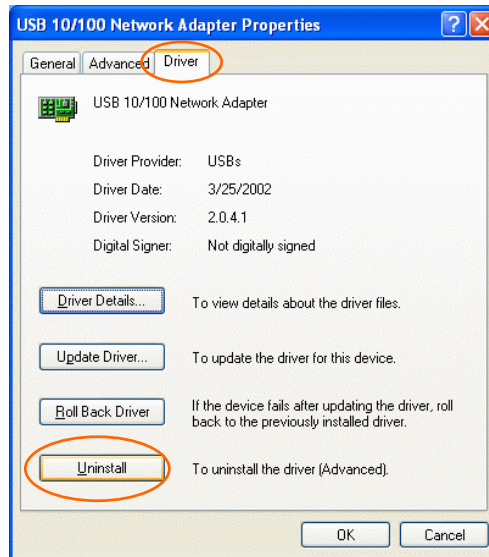 USB 10/100 Network Adapter Properties
General Advanced Driver
USB 10/100 Network Adapter
Driver Provider: USBs
Driver Date: 3/25/2002
Driver Version: 2.0.4.1
Digital Signer: Not digitally signed
Driver Details... To view details about the driver files.
Update Driver... To update the driver for this device.
Roll Back Driver If the device fails after updating the driver, roll
back to the previously installed driver.
Uninstall To uninstall the driver (Advanced).
OK Cancel